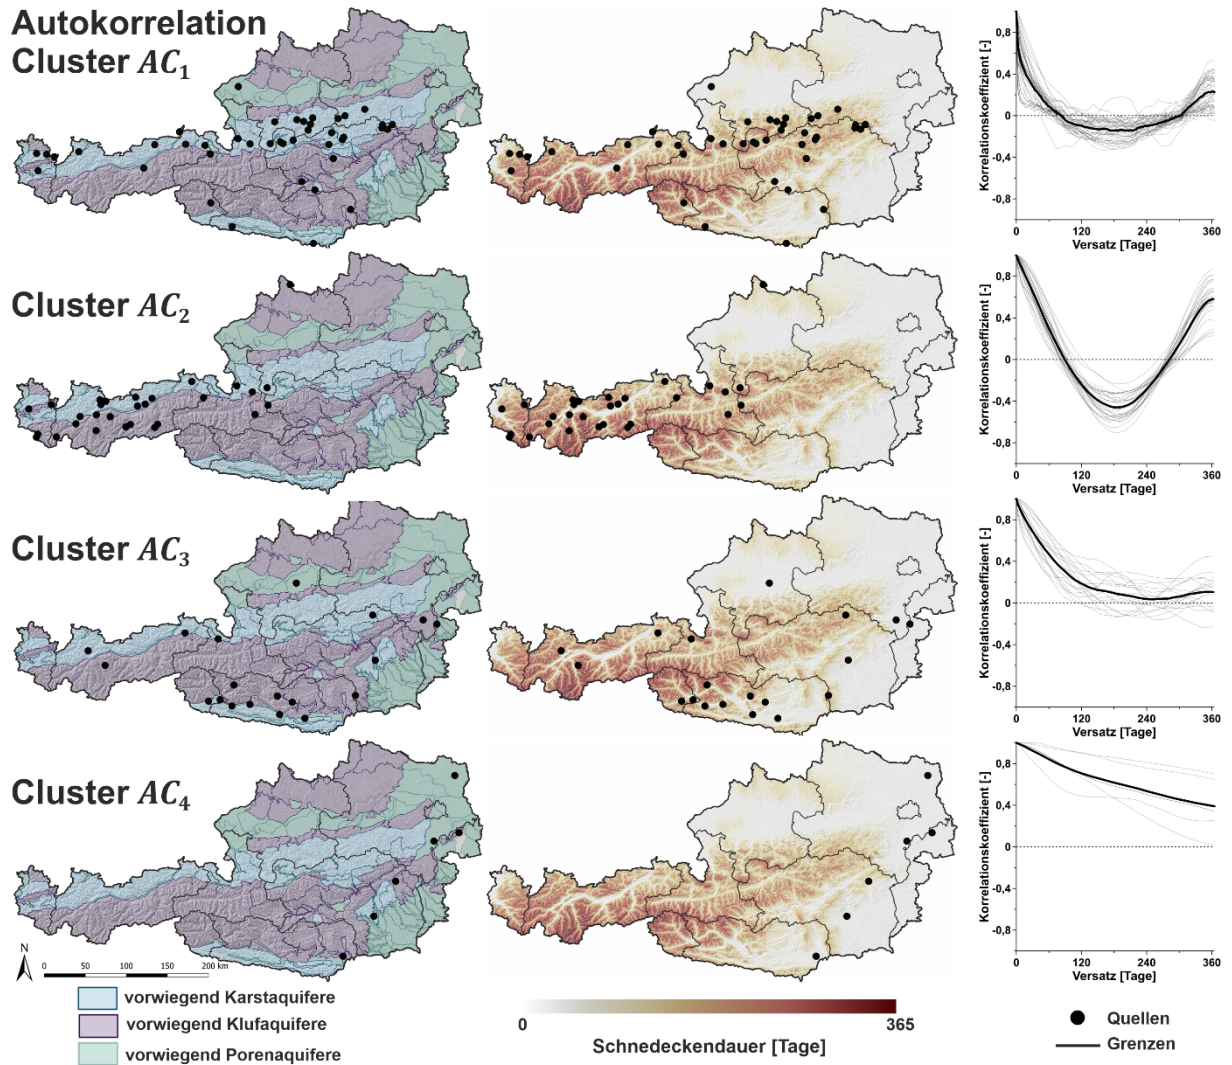 Autokorrelation
Cluster AC₁
Korrelationskoeffizient [-]
0,8
0,4
0
-0,4
-0,8
0 120 240 360
Versatz [Tage]
Cluster AC₂
Korrelationskoeffizient [-]
0,8
0,4
0
-0,4
-0,8
0 120 240 360
Versatz [Tage]
Cluster AC₃
Korrelationskoeffizient [-]
0,8
0,4
0
-0,4
-0,8
0 120 240 360
Versatz [Tage]
Cluster AC₄
Korrelationskoeffizient [-]
0,8
0,4
0
-0,4
-0,8
0 120 240 360
Versatz [Tage]
N
0 50 100 150 200 km
vorwiegend Karstaquifere
vorwiegend Klufaquifere
vorwiegend Porenaquifere
0 365
Schnedeckendauer [Tage]
Quellen
Grenzen